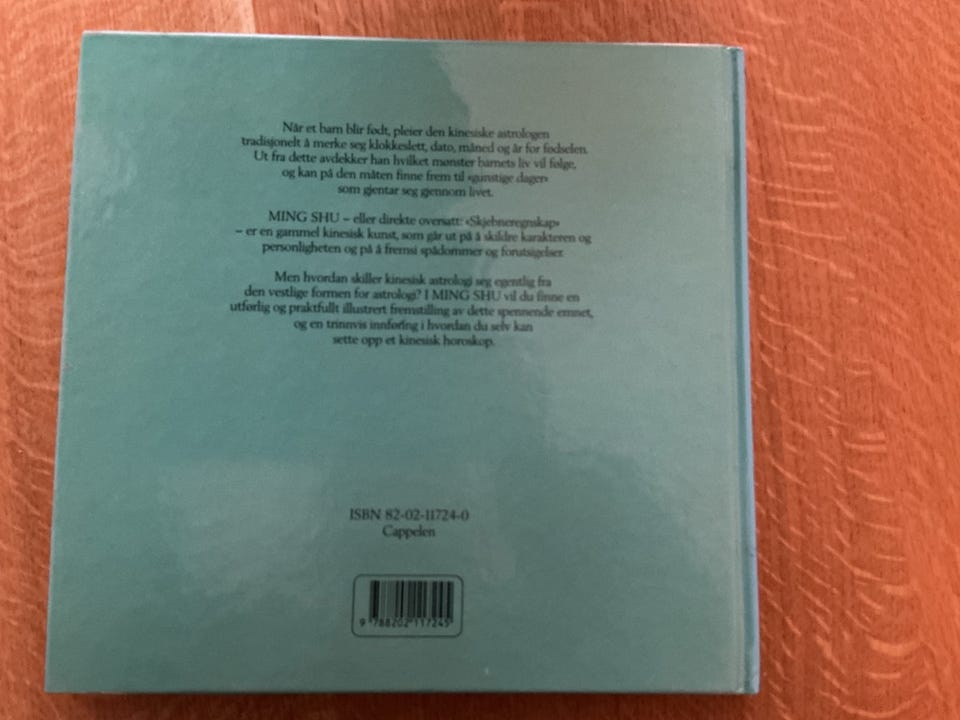 Når et barn blir født, pleier den kinesiske astrologen
tradisjonelt å merke seg klokkeslett, dato, måned og år for fødselen.
Ut fra dette avdekker han hvilket mønster barnets liv vil følge,
og kan på den måten finne frem til «gunstige dager»
som gjentar seg gjennom livet.
MING SHU – eller direkte oversatt: «Skjebneregnskap»
– er en gammel kinesisk kunst, som går ut på å skildre karakteren og
personligheten og på å fremsi spådommer og forutsigelser.
Men hvordan skiller kinesisk astrologi seg egentlig fra
den vestlige formen for astrologi? I MING SHU vil du finne en
utførlig og praktfullt illustrert fremstilling av dette spennende emnet,
og en trinnvis innføring i hvordan du selv kan
sette opp et kinesisk horoskop.
ISBN 82-02-11724-0
Cappelen
9 788202 117245